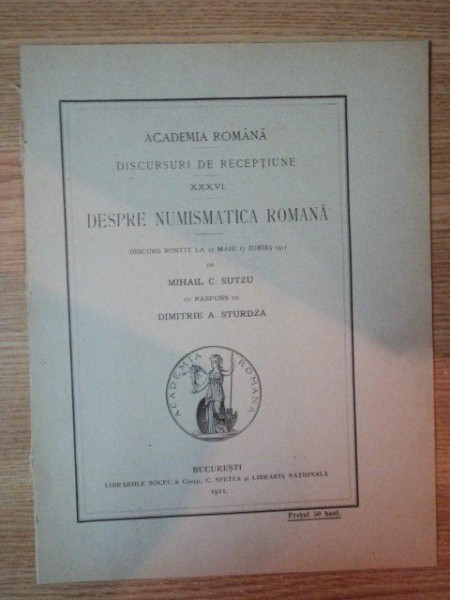 ACADEMIA ROMÂNĂ
DISCURSURI DE RECEPȚIUNE
XXXVI
DESPRE NUMISMATICA ROMANĂ
DISCURS ROSTIT LA 25 MAIU (7 IUNIE) 1911
DE
MIHAIL C. SUTZU
CU RĂSPUNS DE
DIMITRIE A. STURDZA
ACADEMIA ROMANA
BUCUREȘTI
LIBRĂRIILE SOCEC & Comp., C. SFETEA și LIBRĂRIA NAȚIONALĂ
1911.
Prețul 50 bani.